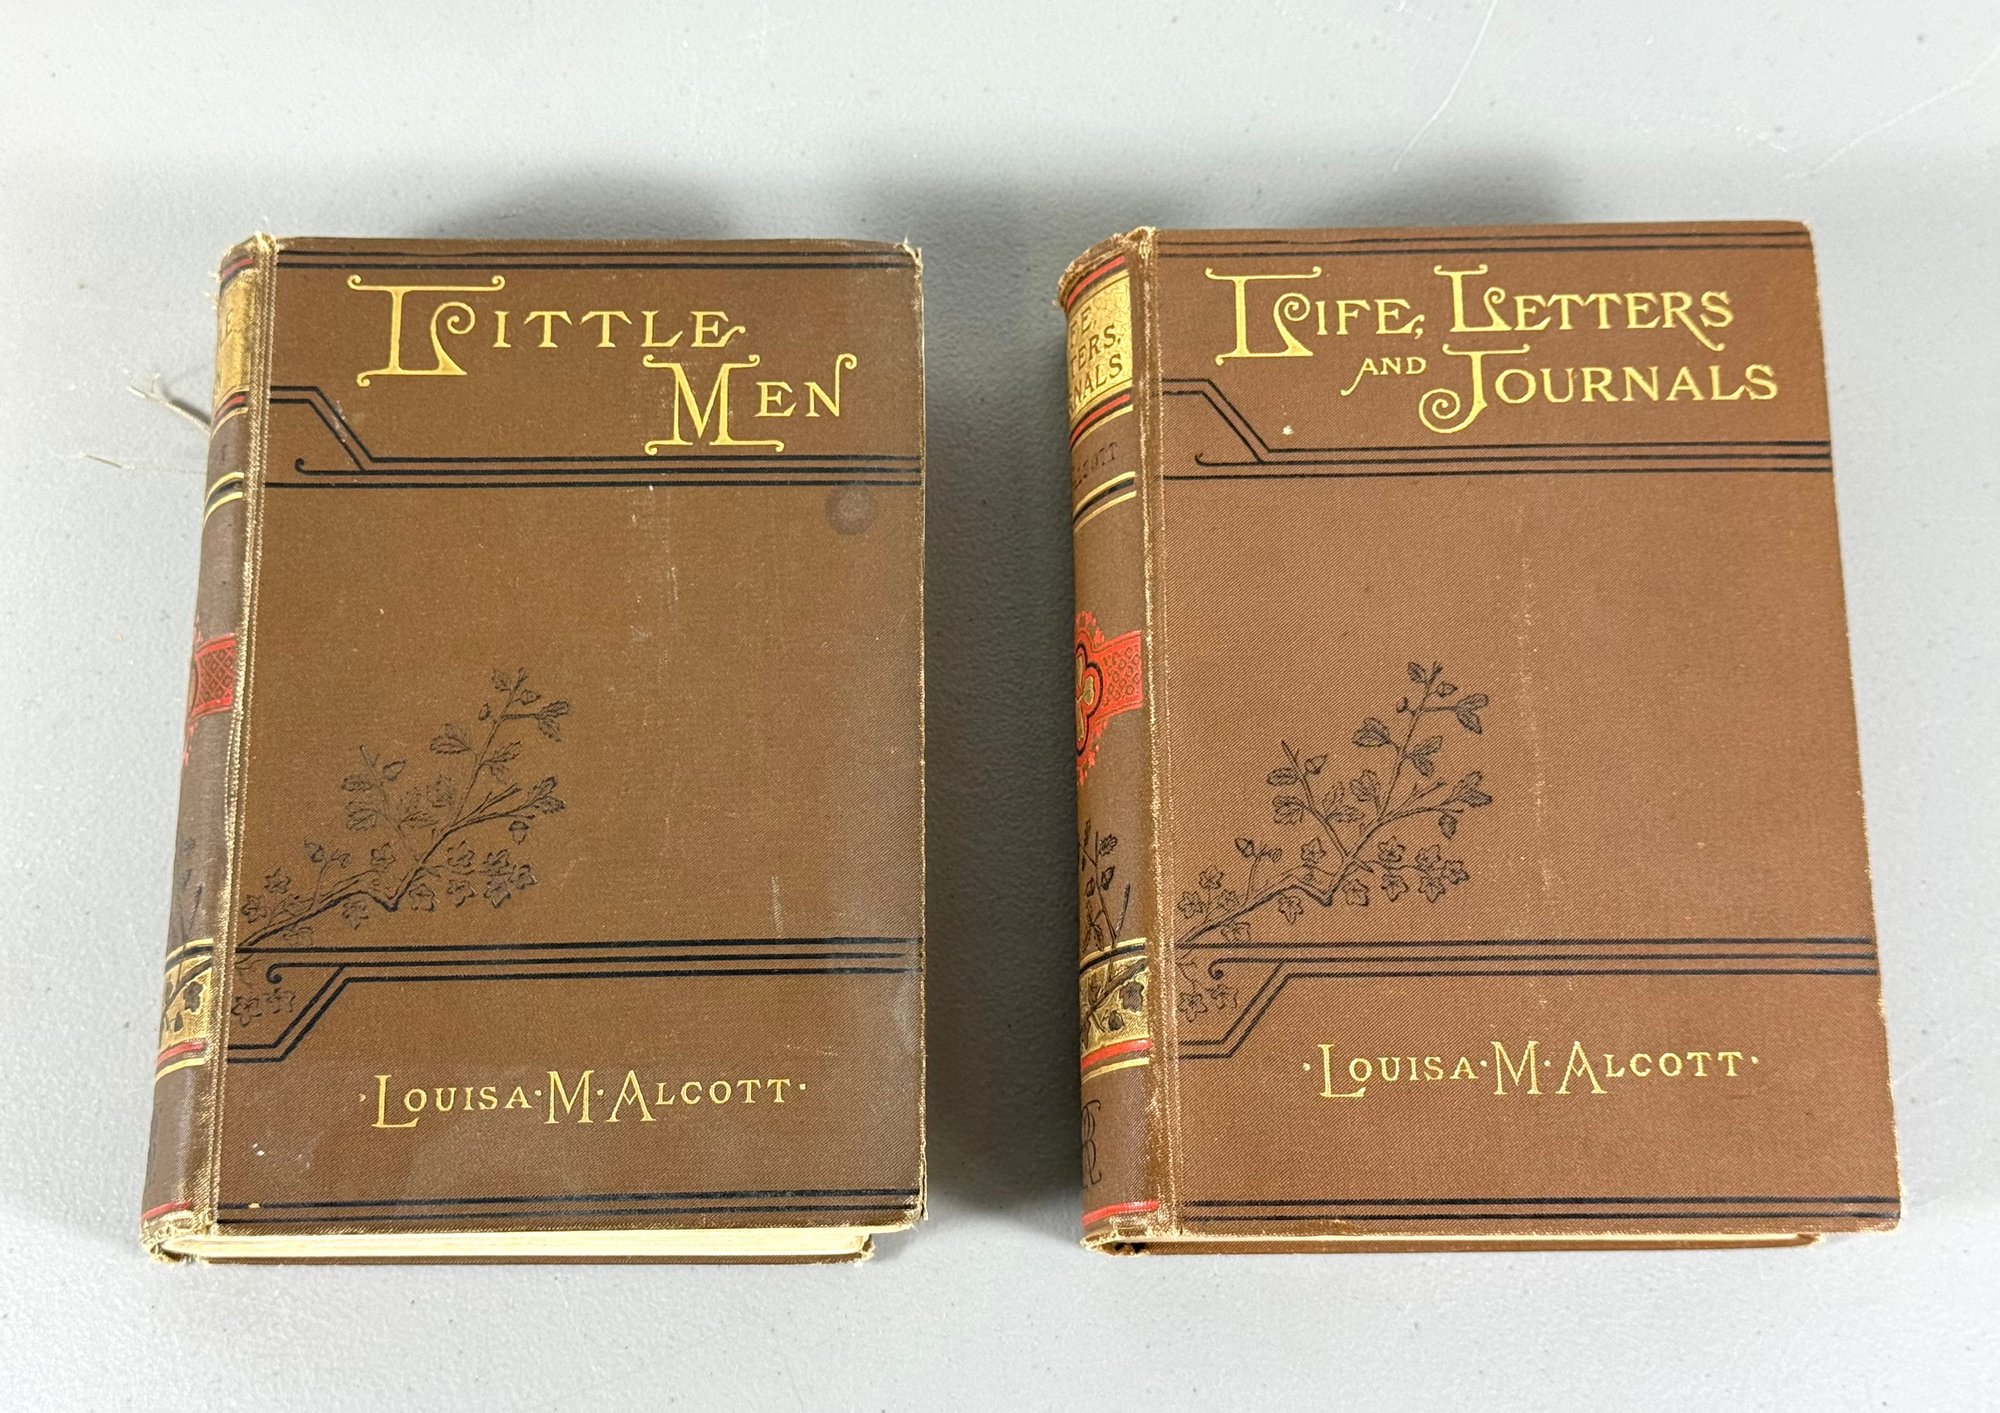 LITTLE
MEN
·LOUISA·M·ALCOTT·
LIFE, LETTERS
AND JOURNALS
·LOUISA·M·ALCOTT·